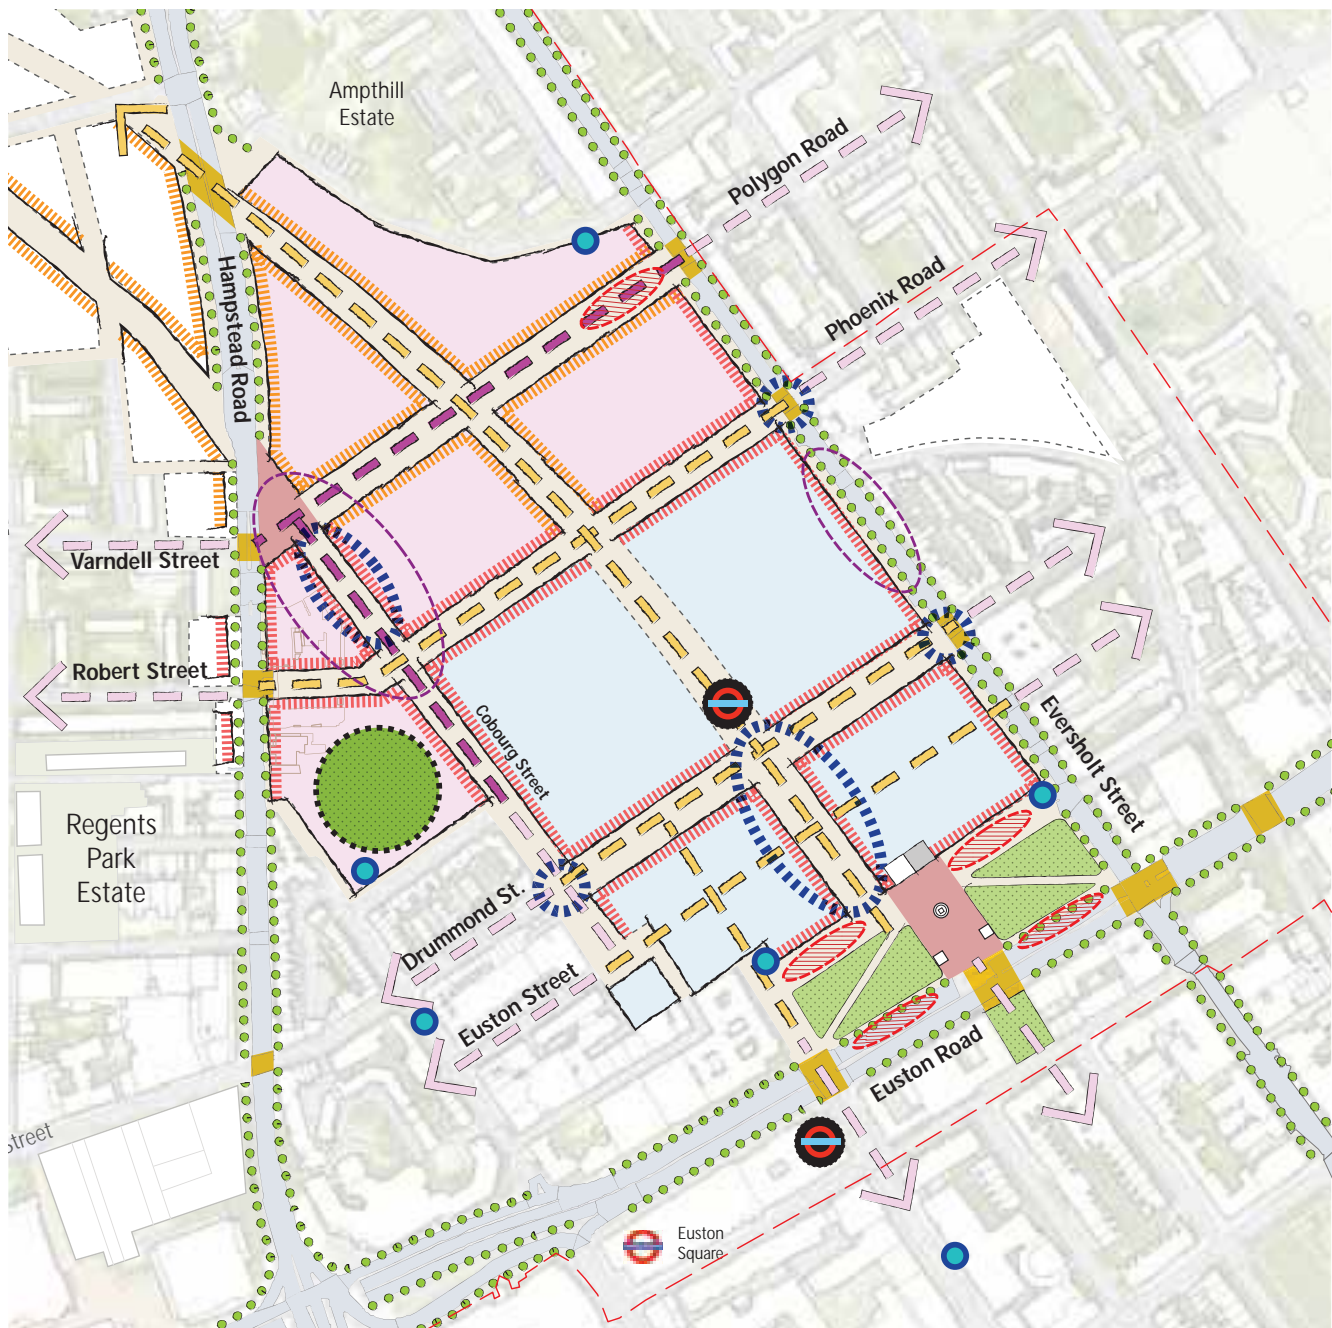 Ampthill
Estate
Polygon Road
Phoenix Road
Hampstead Road
Varndell Street
Robert Street
Cobourg Street
Eversholt Street
Regents
Park
Estate
Drummond St.
Euston Street
Euston Road
Street
Euston
Square